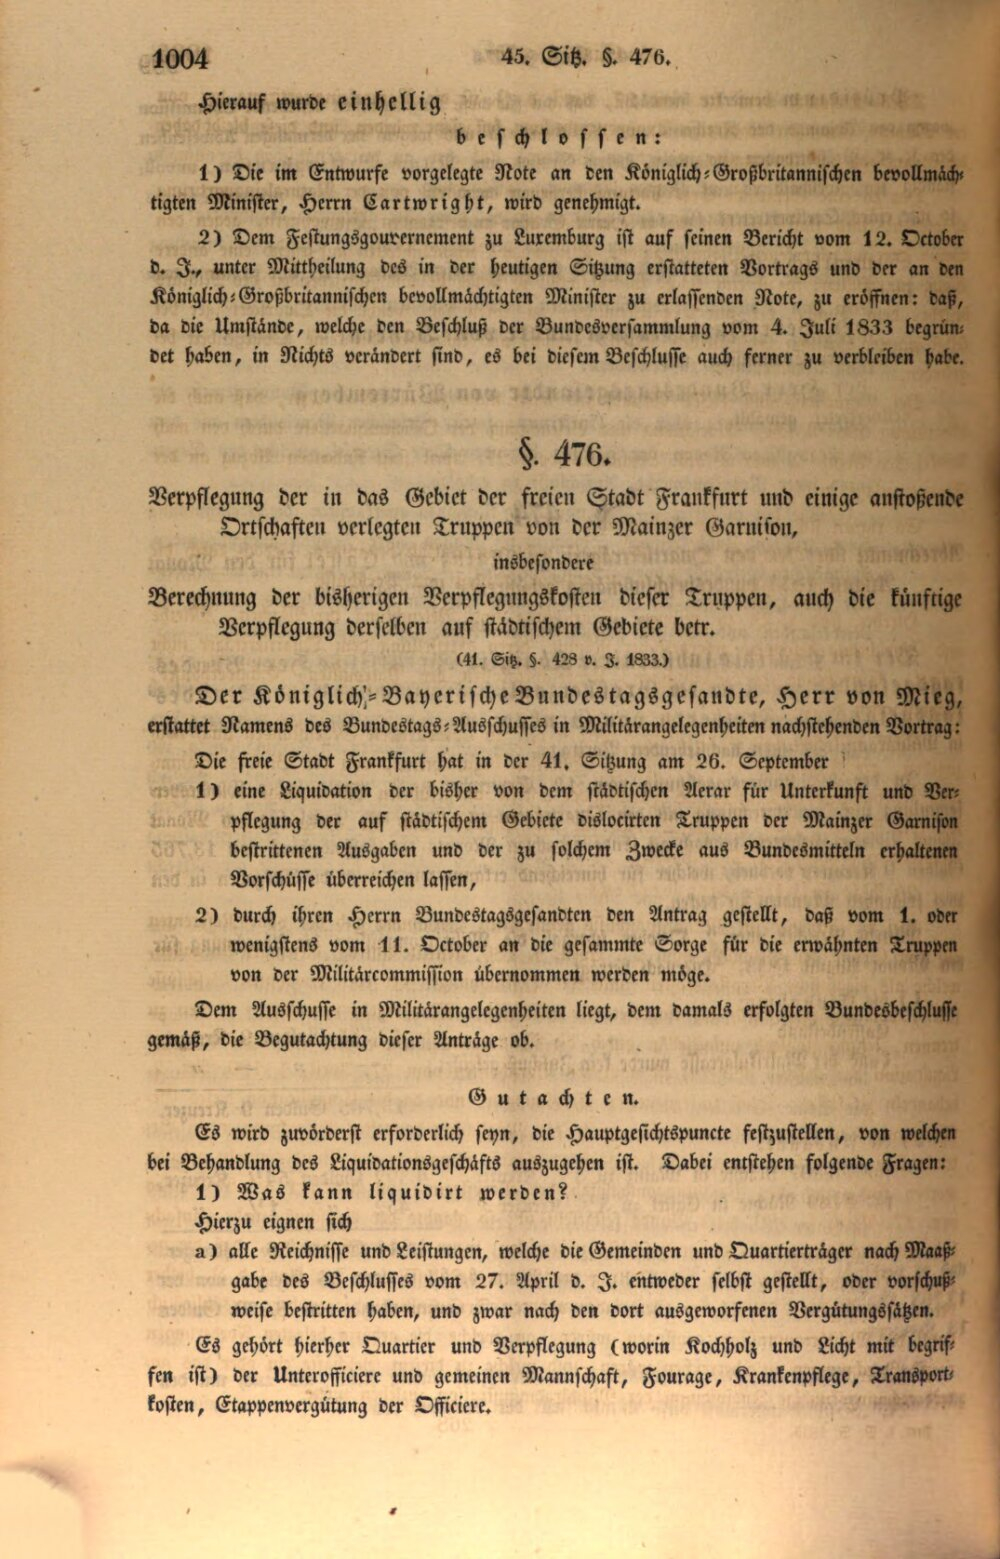 1004
45. Sitz. §. 476.
Hierauf wurde einhellig
beschlossen:
1) Die im Entwurfe vorgelegte Note an den Königlich-Großbritannischen bevollmäch-
tigten Minister, Herrn Cartwright, wird genehmigt.
2) Dem Festungsgouvernement zu Luxemburg ist auf seinen Bericht vom 12. October
d. J., unter Mittheilung des in der heutigen Sitzung erstatteten Vortrags und der an den
Königlich-Großbritannischen bevollmächtigten Minister zu erlassenden Note, zu eröffnen: daß,
da die Umstände, welche den Beschluß der Bundesversammlung vom 4. Juli 1833 begrün-
det haben, in Nichts verändert sind, es bei diesem Beschlusse auch ferner zu verbleiben habe.
§. 476.
Verpflegung der in das Gebiet der freien Stadt Frankfurt und einige anstoßende
Ortschaften verlegten Truppen von der Mainzer Garnison,
insbesondere
Berechnung der bisherigen Verpflegungskosten dieser Truppen, auch die künftige
Verpflegung derselben auf städtischem Gebiete betr.
(41. Sitz. §. 428 v. J. 1833.)
Der Königlich-Bayerische Bundestagsgesandte, Herr von Mieg,
erstattet Namens des Bundestags-Ausschusses in Militärangelegenheiten nachstehenden Vortrag:
Die freie Stadt Frankfurt hat in der 41. Sitzung am 26. September
1) eine Liquidation der bisher von dem städtischen Aerar für Unterkunft und Ver-
pflegung der auf städtischem Gebiete dislocirten Truppen der Mainzer Garnison
bestrittenen Ausgaben und der zu solchem Zwecke aus Bundesmitteln erhaltenen
Vorschüsse überreichen lassen,
2) durch ihren Herrn Bundestagsgesandten den Antrag gestellt, daß vom 1. oder
wenigstens vom 11. October an die gesammte Sorge für die erwähnten Truppen
von der Militärcommission übernommen werden möge.
Dem Ausschusse in Militärangelegenheiten liegt, dem damals erfolgten Bundesbeschlusse
gemäß, die Begutachtung dieser Anträge ob.
Gutachten.
Es wird zuvörderst erforderlich seyn, die Hauptgesichtspuncte festzustellen, von welchen
bei Behandlung des Liquidationsgeschäfts auszugehen ist. Dabei entstehen folgende Fragen:
1) Was kann liquidirt werden?
Hierzu eignen sich
a) alle Reichnisse und Leistungen, welche die Gemeinden und Quartierträger nach Maaß-
gabe des Beschlusses vom 27. April d. J. entweder selbst gestellt, oder vorschuß-
weise bestritten haben, und zwar nach den dort ausgeworfenen Vergütungssätzen.
Es gehört hierher Quartier und Verpflegung (worin Kochholz und Licht mit begrif-
fen ist) der Unterofficiere und gemeinen Mannschaft, Fourage, Krankenpflege, Transport-
kosten, Etappenvergütung der Officiere.